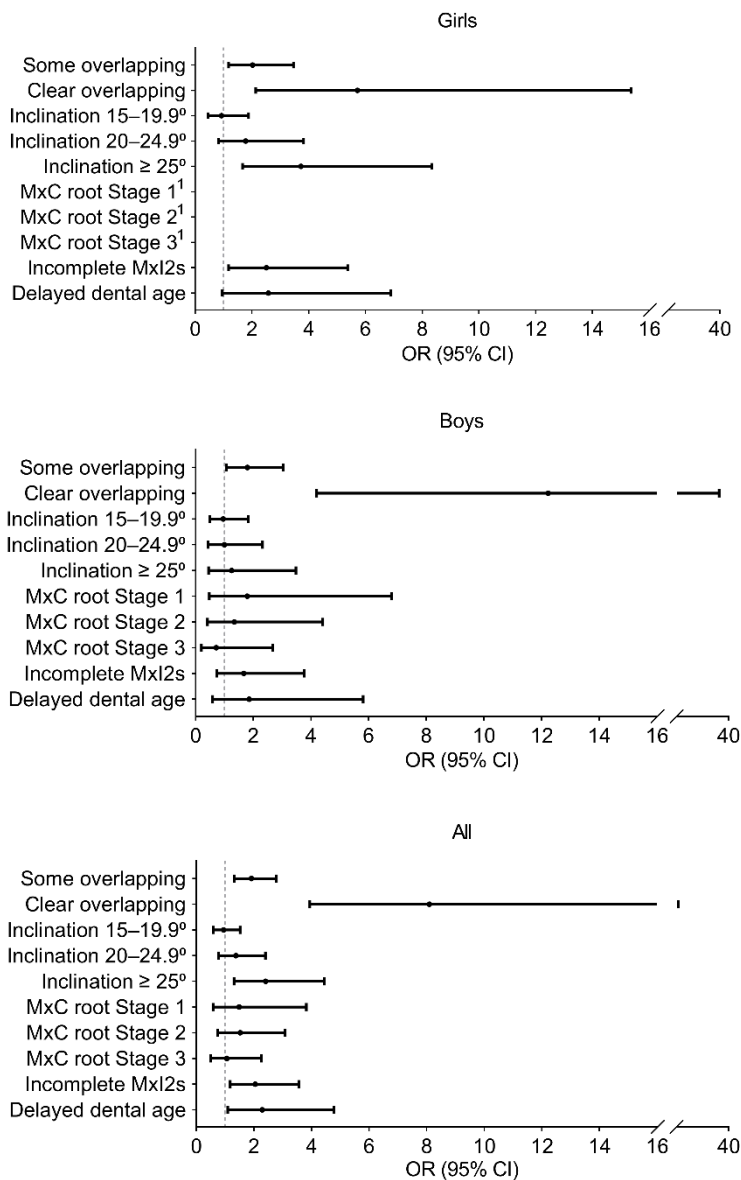 Girls
Some overlapping
Clear overlapping
Inclination 15–19.9º
Inclination 20–24.9º
Inclination ≥ 25º
MxC root Stage 1¹
MxC root Stage 2¹
MxC root Stage 3¹
Incomplete MxI2s
Delayed dental age
0 2 4 6 8 10 12 14 16 40
OR (95% CI)
Boys
Some overlapping
Clear overlapping
Inclination 15–19.9º
Inclination 20–24.9º
Inclination ≥ 25º
MxC root Stage 1
MxC root Stage 2
MxC root Stage 3
Incomplete MxI2s
Delayed dental age
0 2 4 6 8 10 12 14 16 40
OR (95% CI)
All
Some overlapping
Clear overlapping
Inclination 15–19.9º
Inclination 20–24.9º
Inclination ≥ 25º
MxC root Stage 1
MxC root Stage 2
MxC root Stage 3
Incomplete MxI2s
Delayed dental age
0 2 4 6 8 10 12 14 16 40
OR (95% CI)